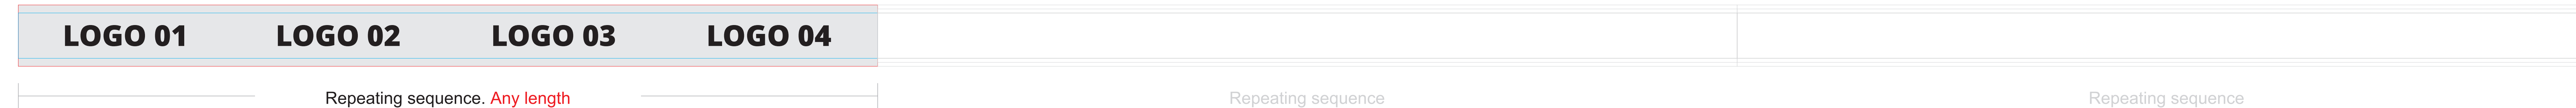 LOGO 01 LOGO 02 LOGO 03 LOGO 04
Repeating sequence. Any length Repeating sequence Repeating sequence